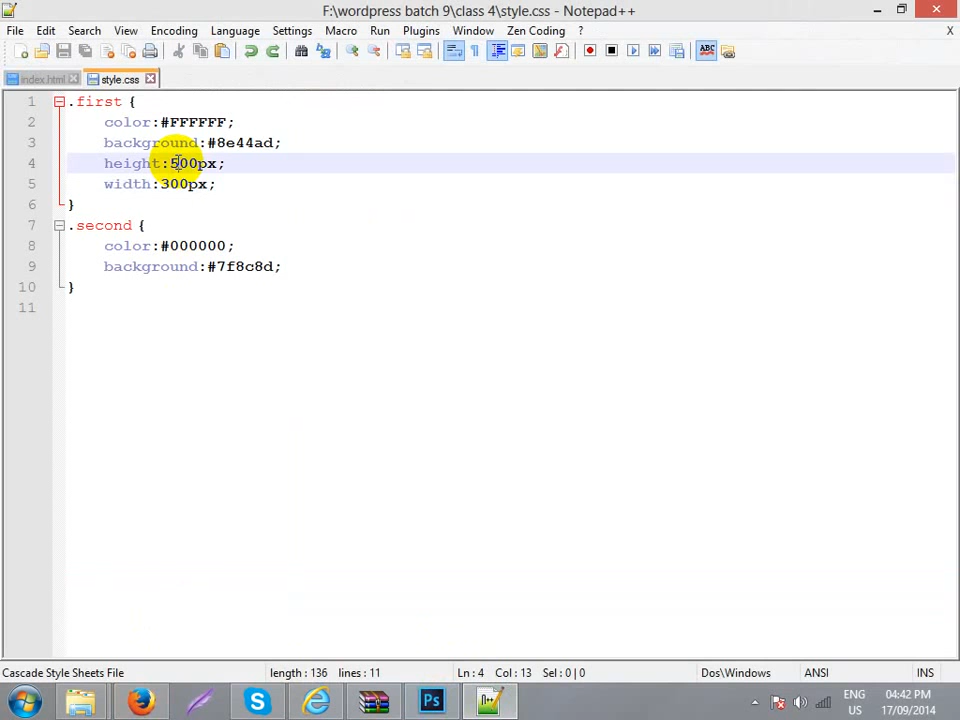 F:\wordpress batch 9\class 4\style.css - Notepad++
File Edit Search View Encoding Language Settings Macro Run Plugins Window Zen Coding ? X
index.html style.css
1 .first {
2 color:#FFFFFF;
3 background:#8e44ad;
4 height:500px;
5 width:300px;
6 }
7 .second {
8 color:#000000;
9 background:#7f8c8d;
10 }
11
Cascade Style Sheets File length : 136 lines : 11 Ln : 4 Col : 13 Sel : 0 | 0 Dos\Windows ANSI INS
ENG 04:42 PM
US 17/09/2014